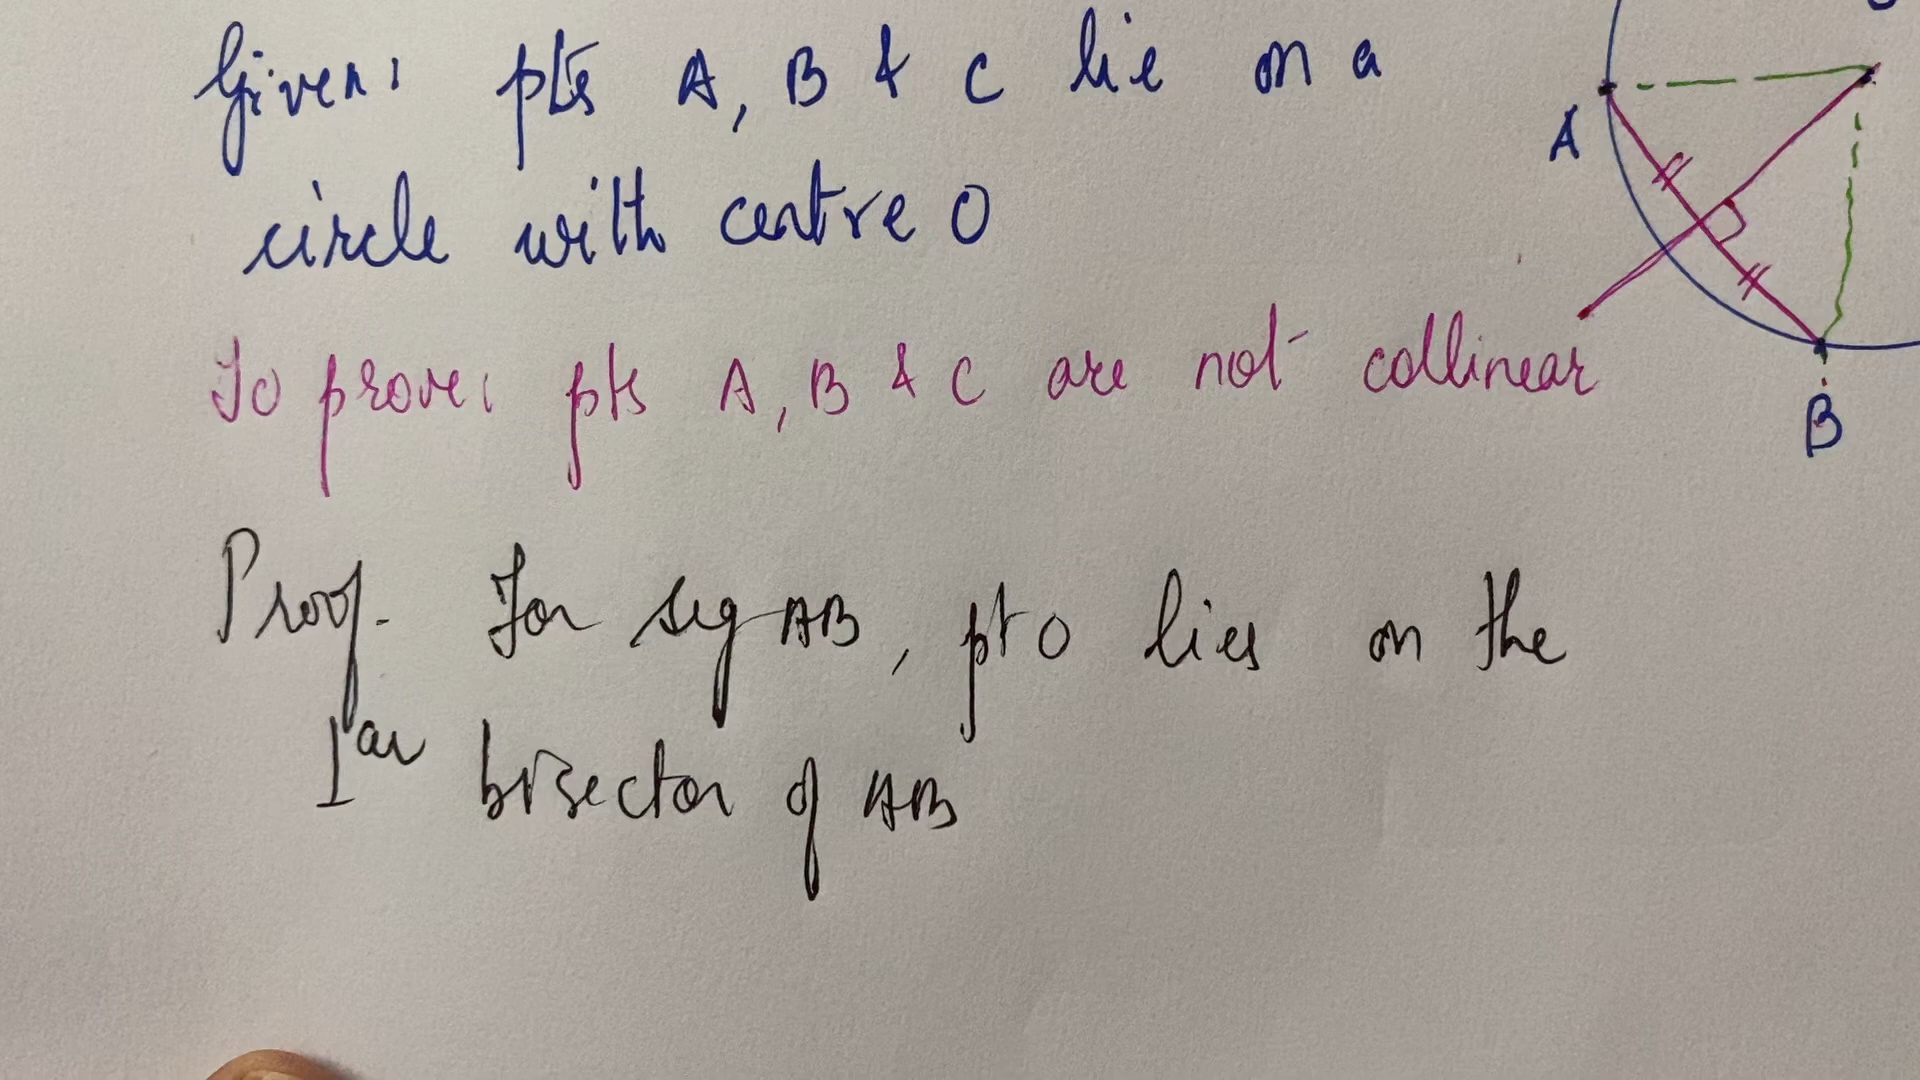 Given: pts A, B & C lie on a
circle with centre O
To prove: pts A, B & C are not collinear
Proof. For seg AB, pt O lies on the
⊥ar bisector of AB
A
B